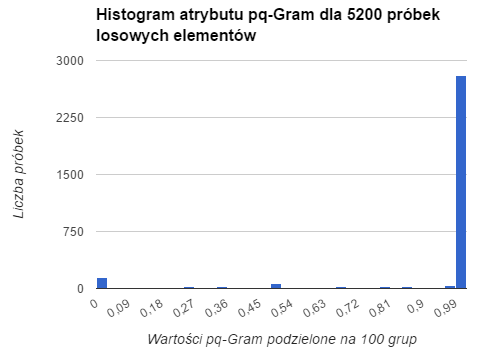 Histogram atrybutu pq-Gram dla 5200 próbek
losowych elementów
3000
2250
1500
750
0
Liczba próbek
0 0,09 0,18 0,27 0,36 0,45 0,54 0,63 0,72 0,81 0,9 0,99
Wartości pq-Gram podzielone na 100 grup